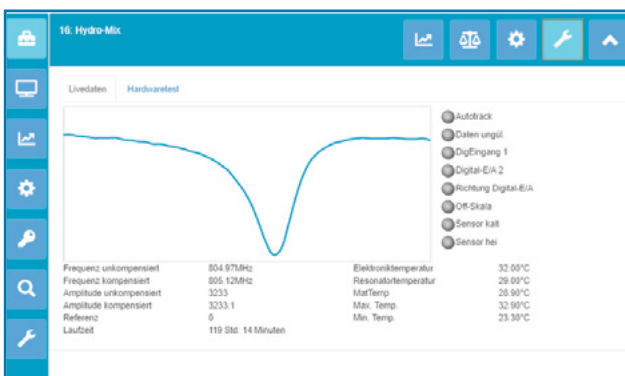 16: Hydro-Mix
Livedaten Hardwaretest
Autotrack
Daten ungül.
DigEingang 1
Digital-E/A 2
Richtung Digital-E/A
Off-Skala
Sensor kalt
Sensor hei
Frequenz unkompensiert 804.97MHz Elektroniktemperatur 32.00°C
Frequenz kompensiert 805.12MHz Resonatortemperatur 29.00°C
Amplitude unkompensiert 3233 MatTemp 28.90°C
Amplitude kompensiert 3233.1 Max. Temp. 32.90°C
Referenz 0 Min. Temp. 23.30°C
Laufzeit 119 Std. 14 Minuten